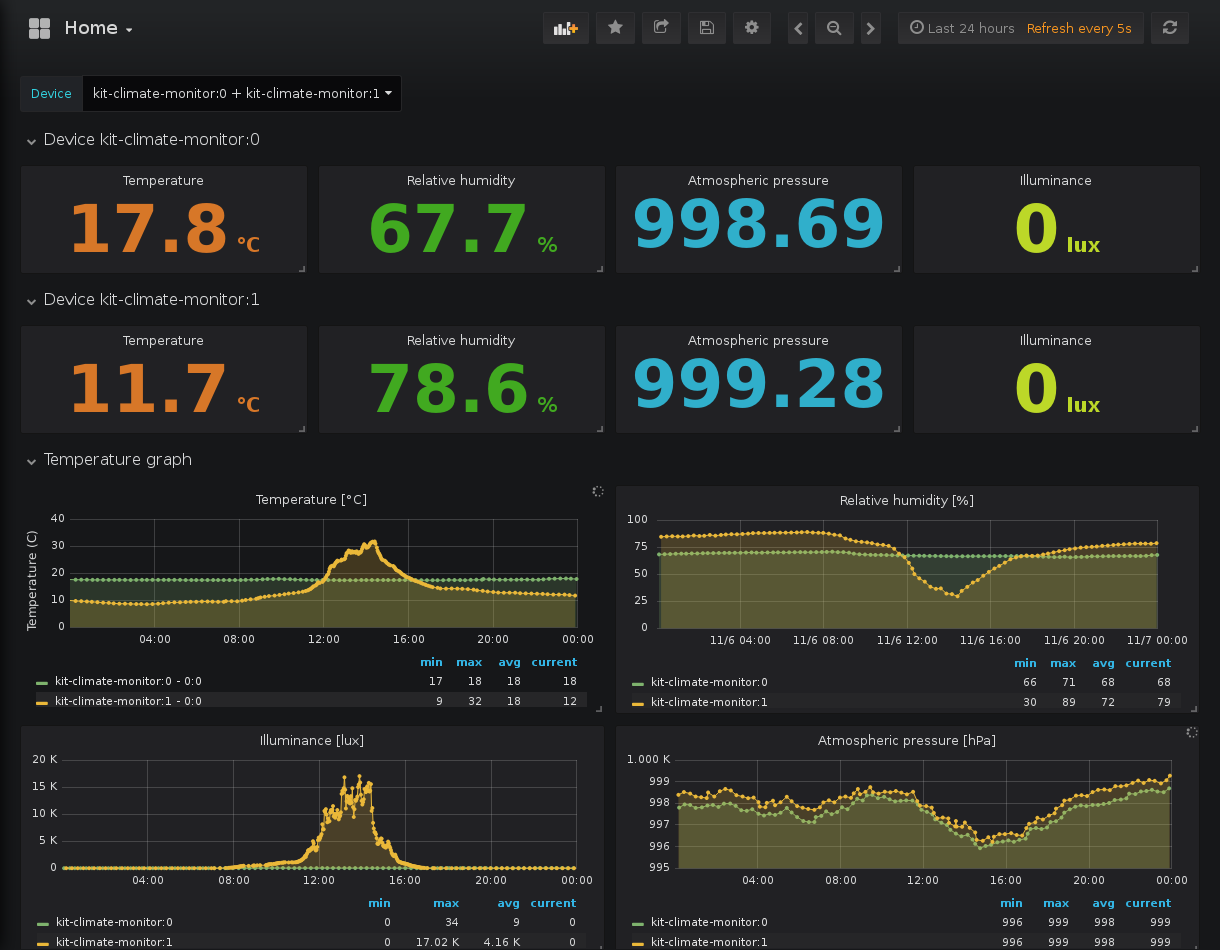 Home
Last 24 hours Refresh every 5s
Device kit-climate-monitor:0 + kit-climate-monitor:1
Device kit-climate-monitor:0
Temperature Relative humidity Atmospheric pressure Illuminance
17.8 °C 67.7 % 998.69 0 lux
Device kit-climate-monitor:1
Temperature Relative humidity Atmospheric pressure Illuminance
11.7 °C 78.6 % 999.28 0 lux
Temperature graph
Temperature [°C]
Temperature (C)
40
30
20
10
0
04:00 08:00 12:00 16:00 20:00 00:00
min max avg current
kit-climate-monitor:0 - 0:0 17 18 18 18
kit-climate-monitor:1 - 0:0 9 32 18 12
Relative humidity [%]
100
75
50
25
0
11/6 04:00 11/6 08:00 11/6 12:00 11/6 16:00 11/6 20:00 11/7 00:00
min max avg current
kit-climate-monitor:0 66 71 68 68
kit-climate-monitor:1 30 89 72 79
Illuminance [lux]
20 K
15 K
10 K
5 K
0
04:00 08:00 12:00 16:00 20:00 00:00
min max avg current
kit-climate-monitor:0 0 34 9 0
kit-climate-monitor:1 0 17.02 K 4.16 K 0
Atmospheric pressure [hPa]
1.000 K
999
998
997
996
995
04:00 08:00 12:00 16:00 20:00 00:00
min max avg current
kit-climate-monitor:0 996 999 998 999
kit-climate-monitor:1 996 999 998 999